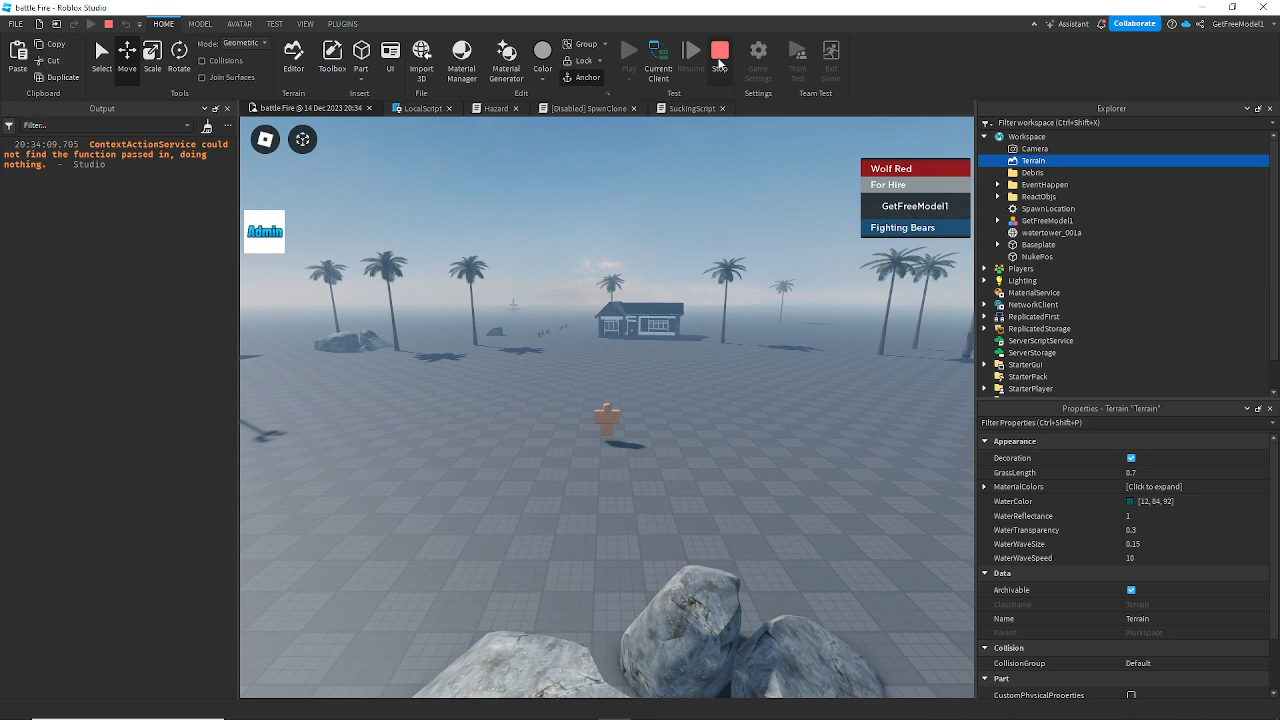 battle Fire - Roblox Studio
FILE
HOME MODEL AVATAR TEST VIEW PLUGINS
Assistant Collaborate GetFreeModel1
Paste
Copy
Cut
Duplicate
Clipboard
Select Move Scale Rotate
Mode: Geometric
Collisions
Join Surfaces
Tools
Editor
Terrain
Toolbox Part UI
Insert
Import
3D
Material
Manager
Material
Generator
Color
Group
Lock
Anchor
Edit
Play
Current:
Client
Resume
Stop
Test
Game
Settings
Settings
Team
Test
Exit
Game
Team Test
Output
battle Fire @ 14 Dec 2023 20:34
LocalScript
Hazard
[Disabled] SpawnClone
SuckingScript
Filter...
20:34:09.705 ContextActionService could
not find the function passed in, doing
nothing. - Studio
Admin
Wolf Red
For Hire
GetFreeModel1
Fighting Bears
Explorer
Filter workspace (Ctrl+Shift+X)
Workspace
Camera
Terrain
Debris
EventHappen
ReactObjs
SpawnLocation
GetFreeModel1
watertower_001a
Baseplate
NukePos
Players
Lighting
MaterialService
NetworkClient
ReplicatedFirst
ReplicatedStorage
ServerScriptService
ServerStorage
StarterGui
StarterPack
StarterPlayer
Properties - Terrain "Terrain"
Filter Properties (Ctrl+Shift+P)
Appearance
Decoration
GrassLength 0.7
MaterialColors [Click to expand]
WaterColor [12, 84, 92]
WaterReflectance 1
WaterTransparency 0.3
WaterWaveSize 0.15
WaterWaveSpeed 10
Data
Archivable
ClassName Terrain
Name Terrain
Parent Workspace
Collision
CollisionGroup Default
Part
CustomPhysicalProperties